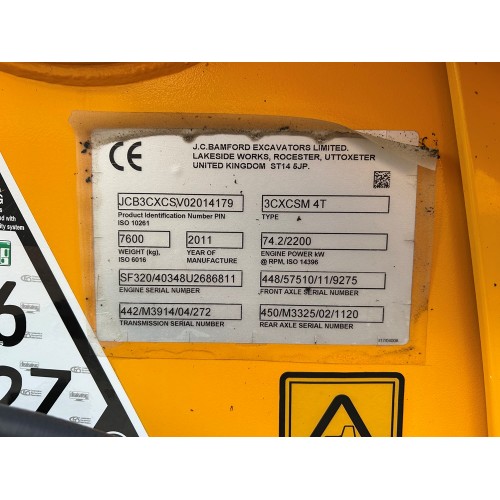 J.C.BAMFORD EXCAVATORS LIMITED.
LAKESIDE WORKS, ROCESTER, UTTOXETER
UNITED KINGDOM ST14 5JP.
CE
JCB3CXCSV02014179
Product Identification Number PIN
ISO 10261
3CXCSM 4T
TYPE
7600
WEIGHT (kg),
ISO 6016
2011
YEAR OF
MANUFACTURE
74.2/2200
ENGINE POWER kW
@ RPM, ISO 14396
SF320/40348U2686811
ENGINE SERIAL NUMBER
448/57510/11/9275
FRONT AXLE SERIAL NUMBER
442/M3914/04/272
TRANSMISSION SERIAL NUMBER
450/M3325/02/1120
REAR AXLE SERIAL NUMBER
6
27